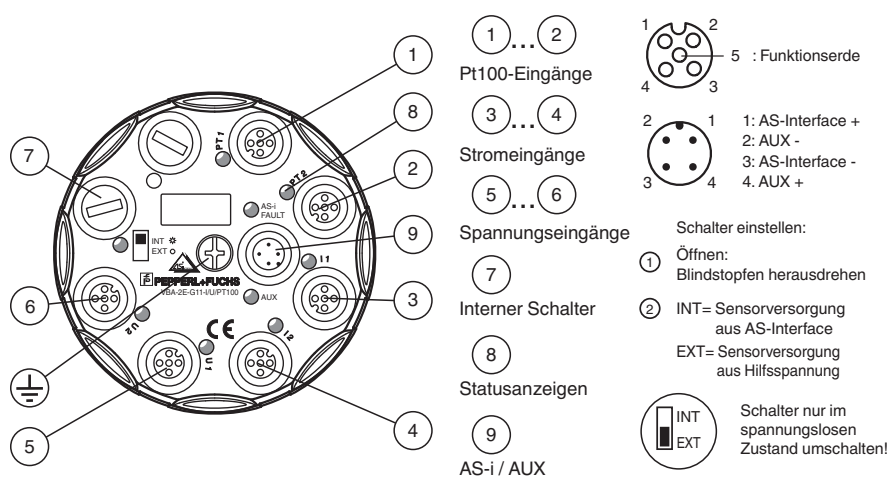 1
8
2
9
3
4
7
6
5
PT1
PT2
AS-i
FAULT
INT
EXT
I1
PEPPERL+FUCHS
VBA-2E-G11-I/U/PT100
AUX
U2
U1
I2
CE
1 ... 2
Pt100-Eingänge
3 ... 4
Stromeingänge
5 ... 6
Spannungseingänge
7
Interner Schalter
8
Statusanzeigen
9
AS-i / AUX
1 2
5 : Funktionserde
4 3
2 1
3 4
1: AS-Interface +
2: AUX -
3: AS-Interface -
4. AUX +
Schalter einstellen:
1 Öffnen:
Blindstopfen herausdrehen
2 INT= Sensorversorgung
aus AS-Interface
EXT= Sensorversorgung
aus Hilfsspannung
INT
EXT
Schalter nur im
spannungslosen
Zustand umschalten!